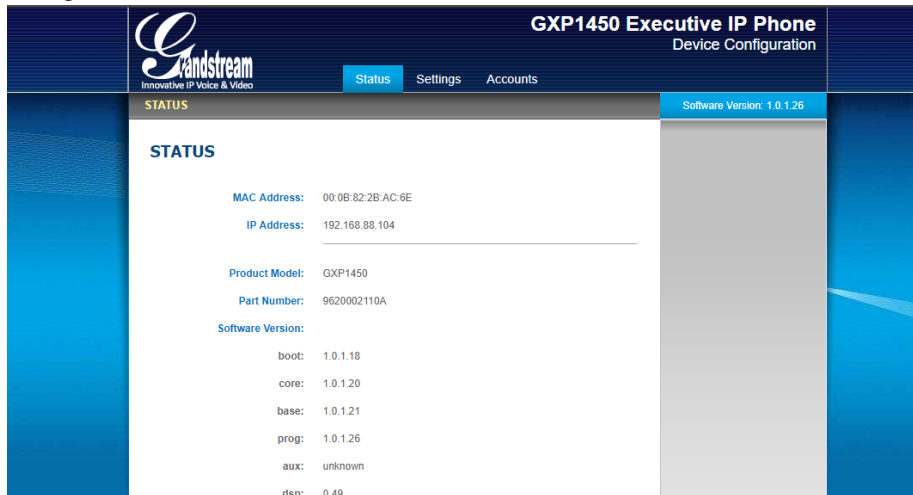 GXP1450 Executive IP Phone
Device Configuration
Grandstream
Innovative IP Voice & Video
Status Settings Accounts
STATUS
Software Version: 1.0.1.26
STATUS
MAC Address: 00:0B:82:2B:AC:6E
IP Address: 192.168.88.104
Product Model: GXP1450
Part Number: 9620002110A
Software Version:
boot: 1.0.1.18
core: 1.0.1.20
base: 1.0.1.21
prog: 1.0.1.26
aux: unknown
dsp: 0.49